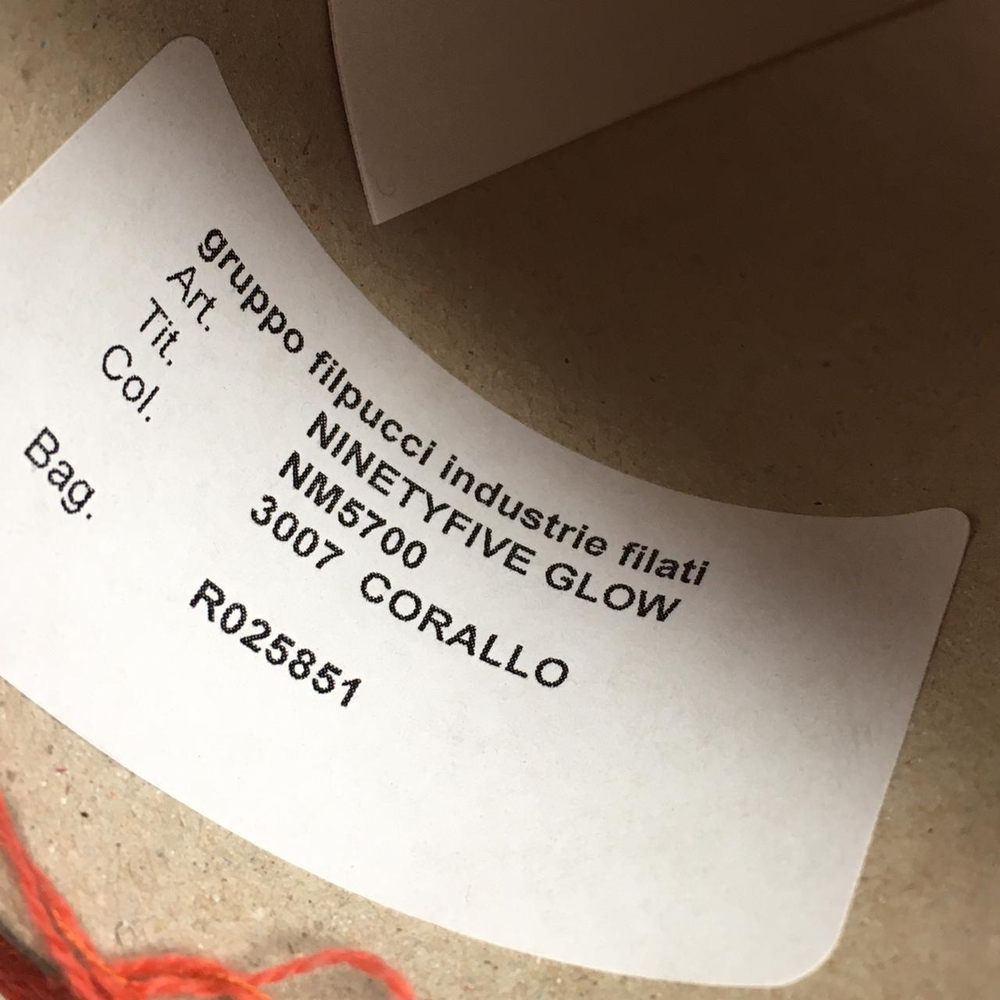 gruppo filpucci industrie filati
Art. NINETYFIVE GLOW
Tit. NM5700
Col. 3007 CORALLO
Bag. R025851